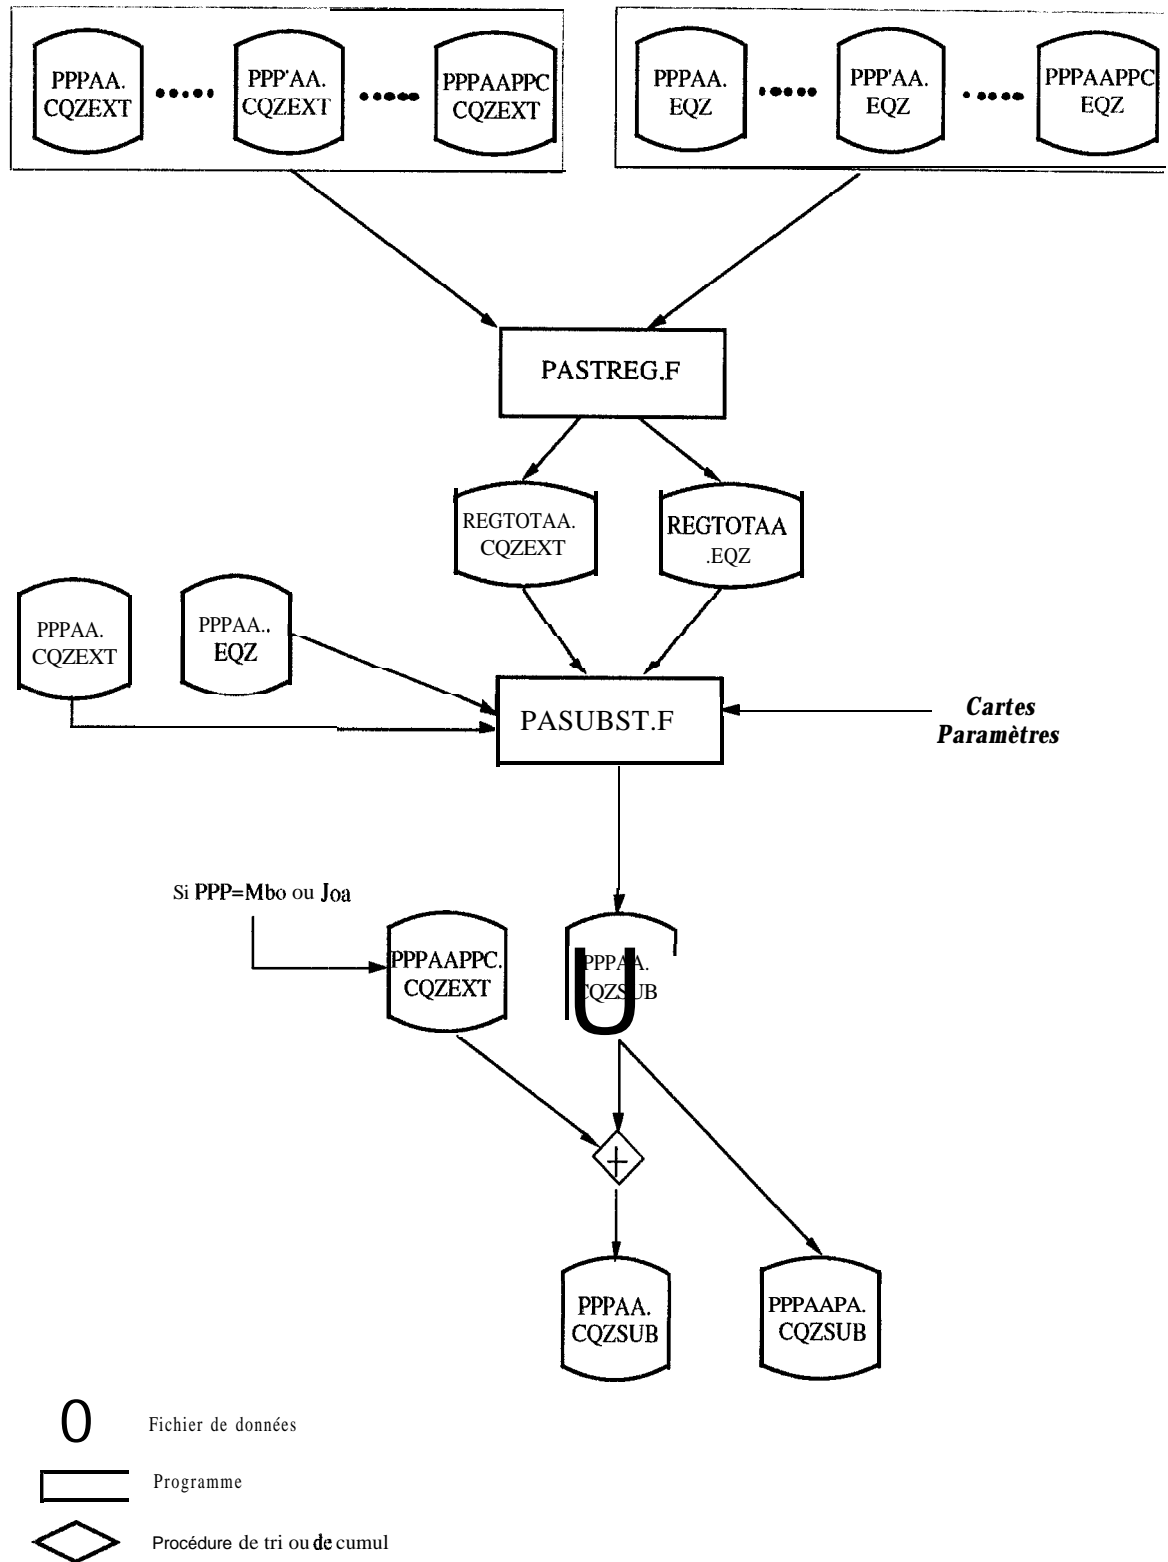 PPPAA.
CQZEXT
PPP'AA.
CQZEXT
PPPAAPPC
CQZEXT
PPPAA.
EQZ
PPP'AA.
EQZ
PPPAAPPC
EQZ
PASTREG.F
REGTOTAA.
CQZEXT
REGTOTAA
.EQZ
PPPAA.
CQZEXT
PPPAA..
EQZ
PASUBST.F
Cartes
Paramètres
Si PPP=Mbo ou Joa
PPPAAPPC.
CQZEXT
PPPAA.
CQZSUB
U
+
PPPAA.
CQZSUB
PPPAAPA.
CQZSUB
0 Fichier de données
Programme
Procédure de tri ou de cumul